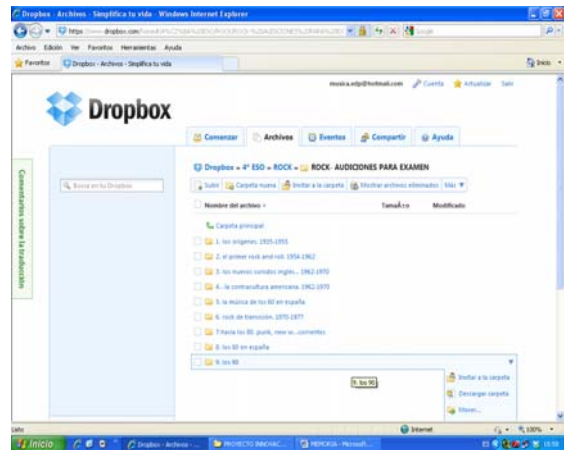 Dropbox - Archivos - Simplifica tu vida - Windows Internet Explorer
Archivo Edición Ver Favoritos Herramientas Ayuda
Favoritos Dropbox - Archivos - Simplifica tu vida Inicio
musika.edp@hotmail.com Cuenta Actualizar Salir
Dropbox
Comenzar Archivos Eventos Compartir Ayuda
Dropbox » 4º ESO » ROCK » ROCK- AUDICIONES PARA EXAMEN
Busca en tu Dropbox
Subir Carpeta nueva Invitar a la carpeta Mostrar archivos eliminados Más
Comentarios sobre la traducción
Nombre del archivo TamaÃ±o Modificado
Carpeta principal
1. los orígenes. 1935-1955
2. el primer rock and roll. 1954-1962
3. los nuevos sonidos ingles... 1962-1970
4.- la contracultura americana. 1962-1970
5. la música de los 60 en españa
6. rock de transición. 1970-1977
7.hacia los 80. punk, new w...corrientes
8. los 80 en españa
9. los 90
9. los 90
Invitar a la carpeta
Descargar carpeta
Mover...
Listo Internet 100%
Inicio Dropbox - Archivos - ... PROYECTO INNOVAC... MEMORIA - Microsoft...